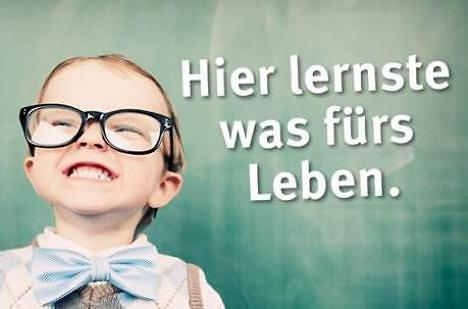 Hier lernste
was fürs
Leben.